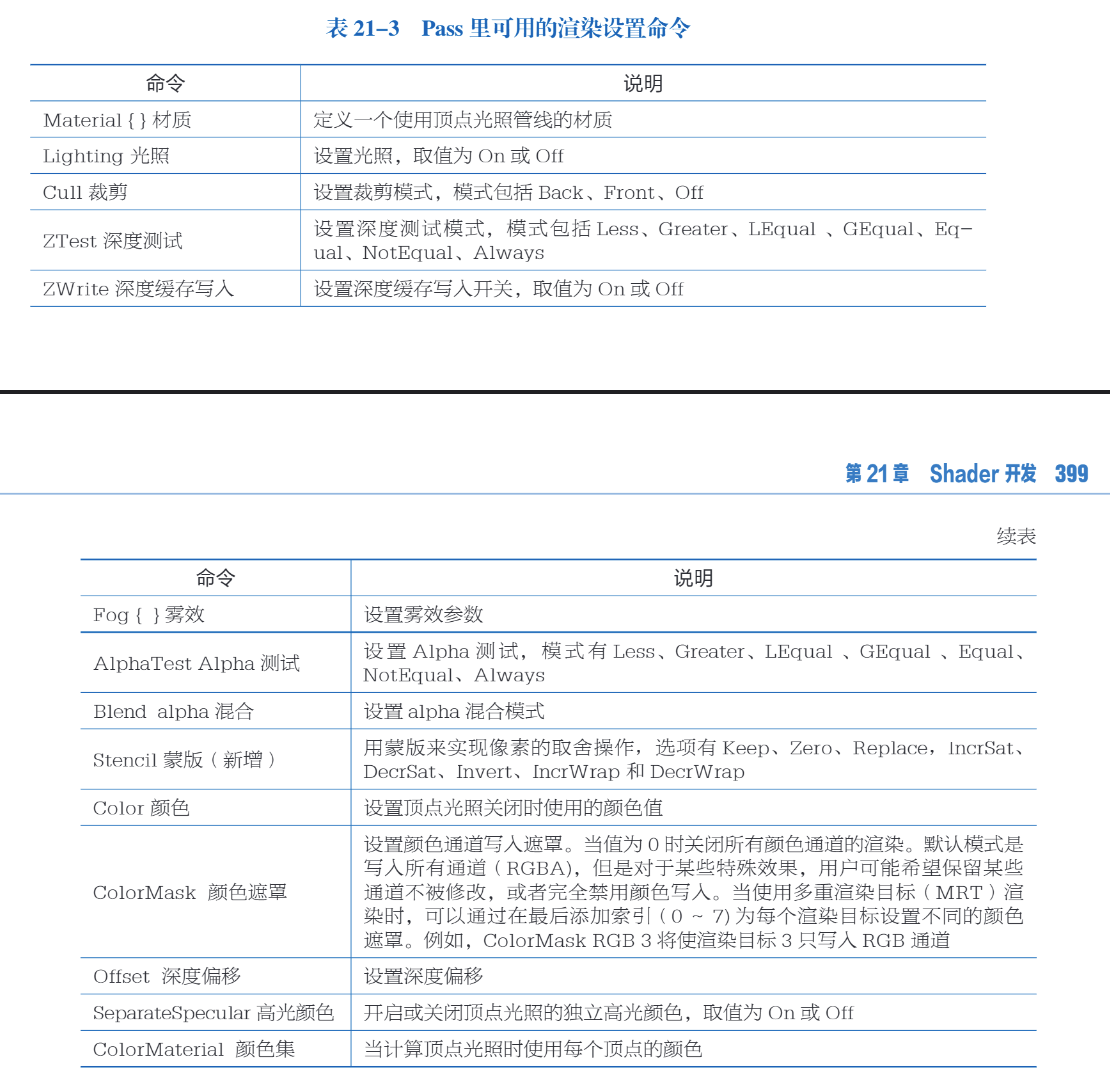 表 21-3 Pass 里可用的渲染设置命令
命令 说明
Material { } 材质 定义一个使用顶点光照管线的材质
Lighting 光照 设置光照，取值为 On 或 Off
Cull 裁剪 设置裁剪模式，模式包括 Back、Front、Off
ZTest 深度测试 设置深度测试模式，模式包括 Less、Greater、LEqual 、GEqual、Eq-
ual、NotEqual、Always
ZWrite 深度缓存写入 设置深度缓存写入开关，取值为 On 或 Off
第 21 章 Shader 开发 399
续表
命令 说明
Fog { } 雾效 设置雾效参数
AlphaTest Alpha 测试 设置 Alpha 测试，模式有 Less、Greater、LEqual 、GEqual 、Equal、
NotEqual、Always
Blend alpha 混合 设置 alpha 混合模式
Stencil 蒙版（新增） 用蒙版来实现像素的取舍操作，选项有 Keep、Zero、Replace，IncrSat、
DecrSat、Invert、IncrWrap 和 DecrWrap
Color 颜色 设置顶点光照关闭时使用的颜色值
ColorMask 颜色遮罩 设置颜色通道写入遮罩。当值为 0 时关闭所有颜色通道的渲染。默认模式是
写入所有通道（RGBA)，但是对于某些特殊效果，用户可能希望保留某些
通道不被修改，或者完全禁用颜色写入。当使用多重渲染目标（MRT）渲
染时，可以通过在最后添加索引（0 ~ 7)为每个渲染目标设置不同的颜色
遮罩。例如，ColorMask RGB 3 将使渲染目标 3 只写入 RGB 通道
Offset 深度偏移 设置深度偏移
SeparateSpecular 高光颜色 开启或关闭顶点光照的独立高光颜色，取值为 On 或 Off
ColorMaterial 颜色集 当计算顶点光照时使用每个顶点的颜色